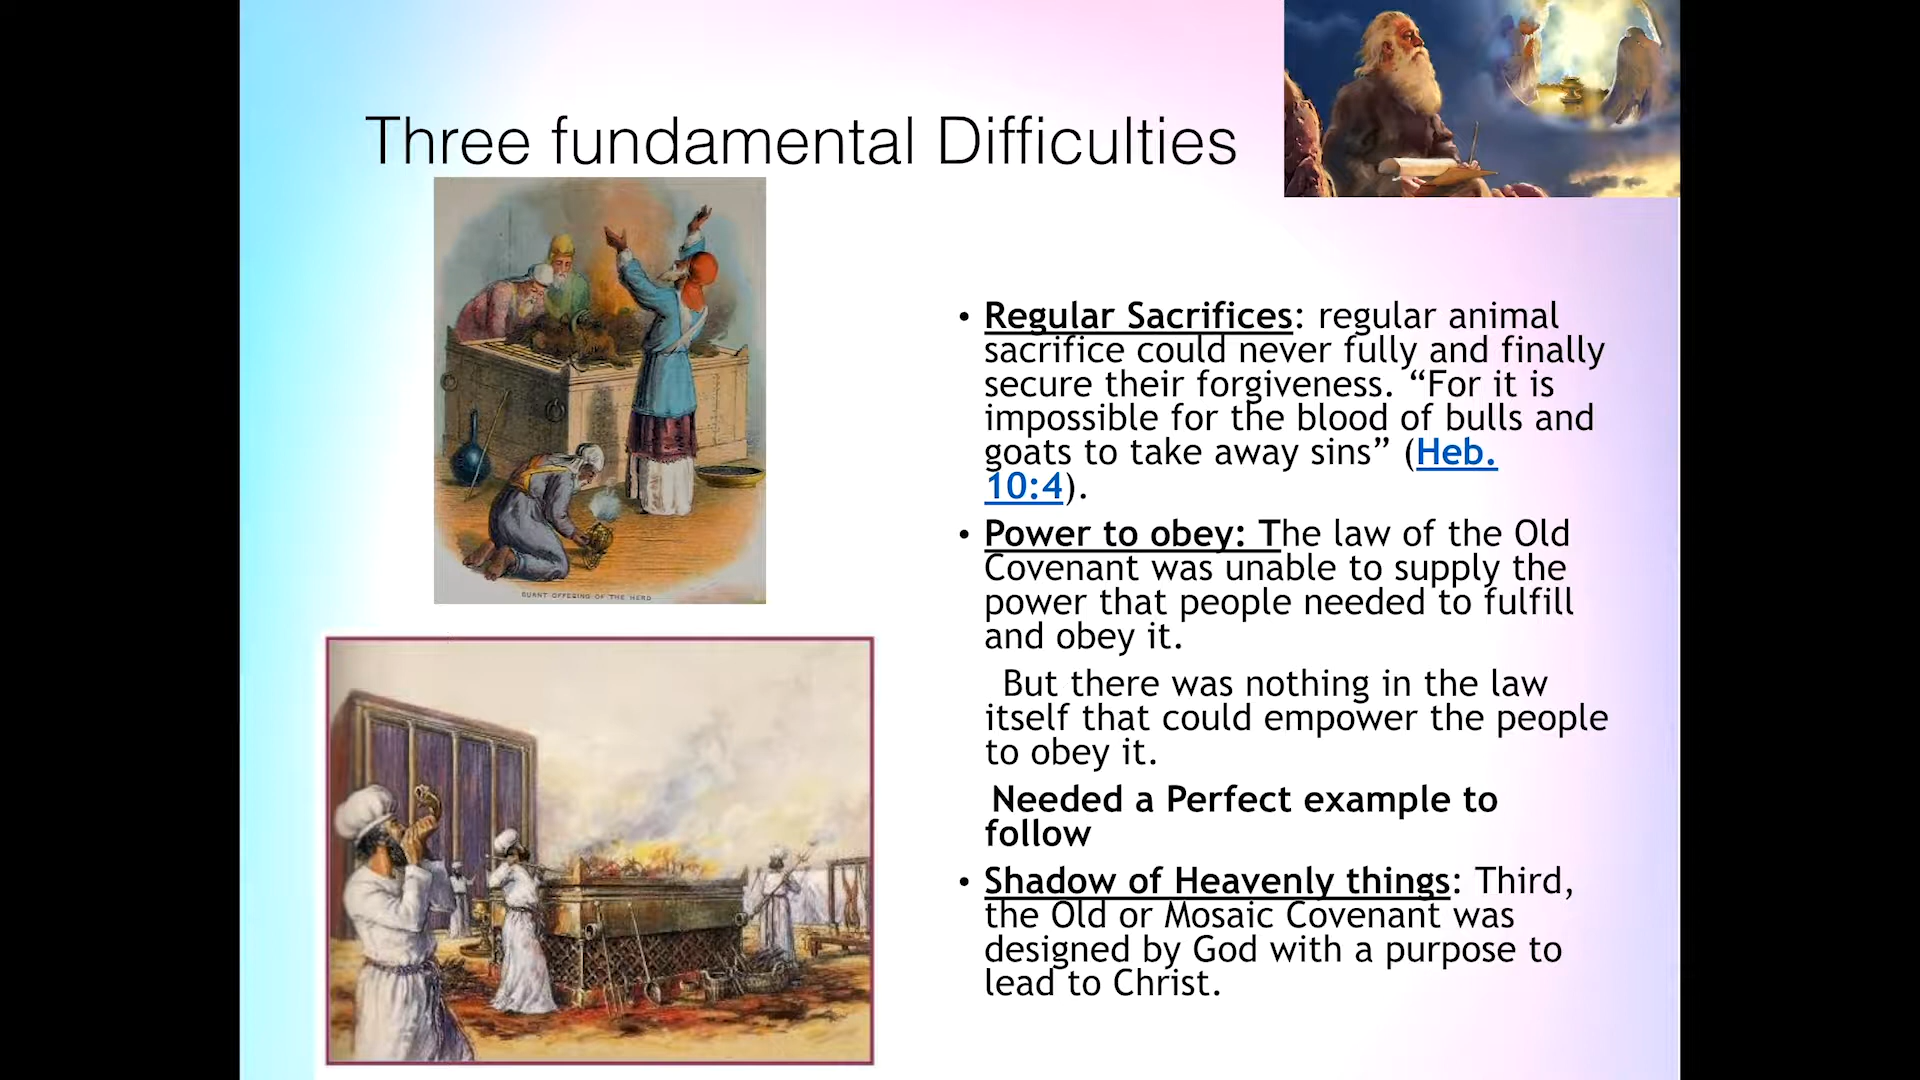 Three fundamental Difficulties
BURNT OFFERING OF THE HERD
• Regular Sacrifices: regular animal
sacrifice could never fully and finally
secure their forgiveness. “For it is
impossible for the blood of bulls and
goats to take away sins” (Heb.
10:4).
• Power to obey: The law of the Old
Covenant was unable to supply the
power that people needed to fulfill
and obey it.
But there was nothing in the law
itself that could empower the people
to obey it.
Needed a Perfect example to
follow
• Shadow of Heavenly things: Third,
the Old or Mosaic Covenant was
designed by God with a purpose to
lead to Christ.